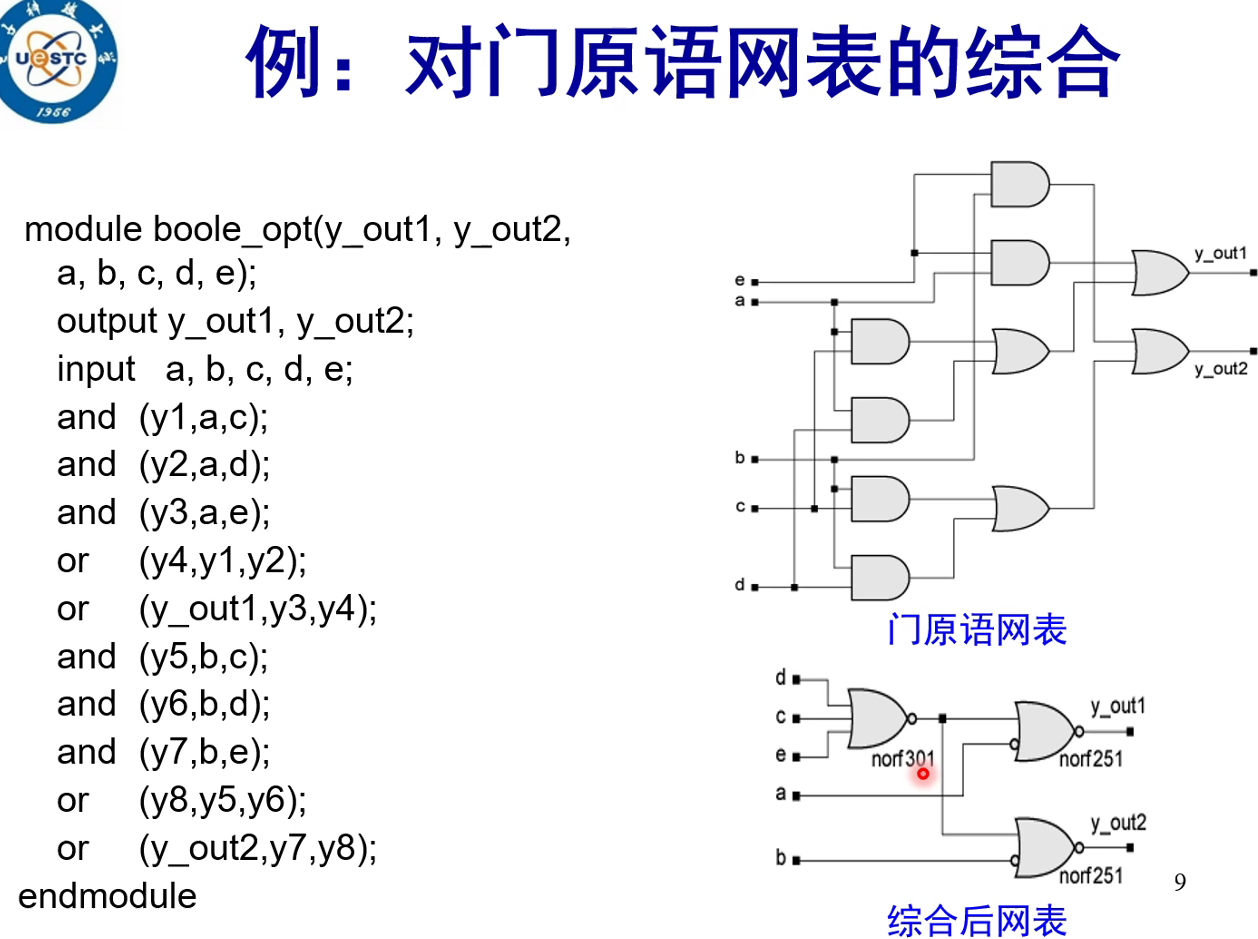 UeSTC
1966
例：对门原语网表的综合
module boole_opt(y_out1, y_out2,
a, b, c, d, e);
output y_out1, y_out2;
input a, b, c, d, e;
and (y1,a,c);
and (y2,a,d);
and (y3,a,e);
or (y4,y1,y2);
or (y_out1,y3,y4);
and (y5,b,c);
and (y6,b,d);
and (y7,b,e);
or (y8,y5,y6);
or (y_out2,y7,y8);
endmodule
y_out1
e
a
y_out2
b
c
d
门原语网表
d
y_out1
c
e
norf301
norf251
a
y_out2
b
norf251
综合后网表
9